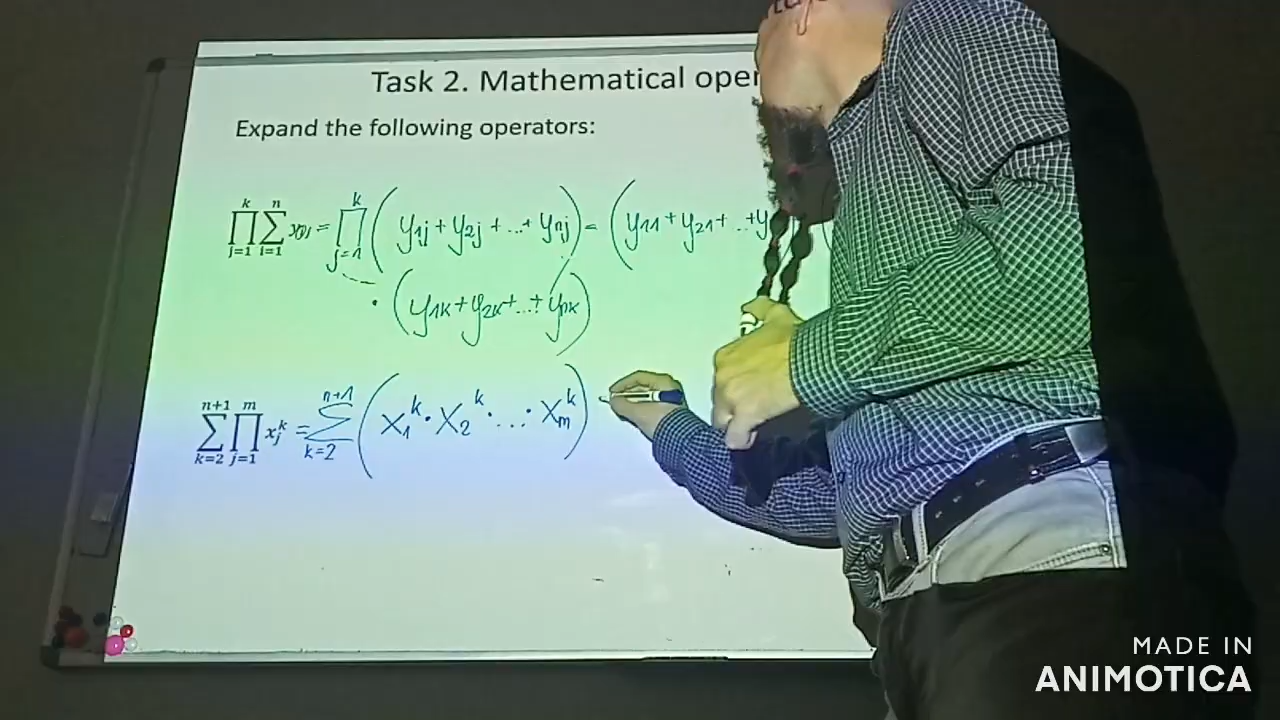 Task 2. Mathematical oper
Expand the following operators:
∏_{j=1}^{k} ∑_{i=1}^{n} = ∏_{j=1}^{k} (y_{1j} + y_{2j} + ... + y_{nj}) = (y_{11} + y_{21} + ... + y
· (y_{1k} + y_{2k} + ... + y_{nk})
∑_{k=2}^{n+1} ∏_{j=1}^{m} x_j^k = ∑_{k=2}^{n+1} (x_1^k · x_2^k · ... · x_m^k)
MADE IN
ANIMOTICA